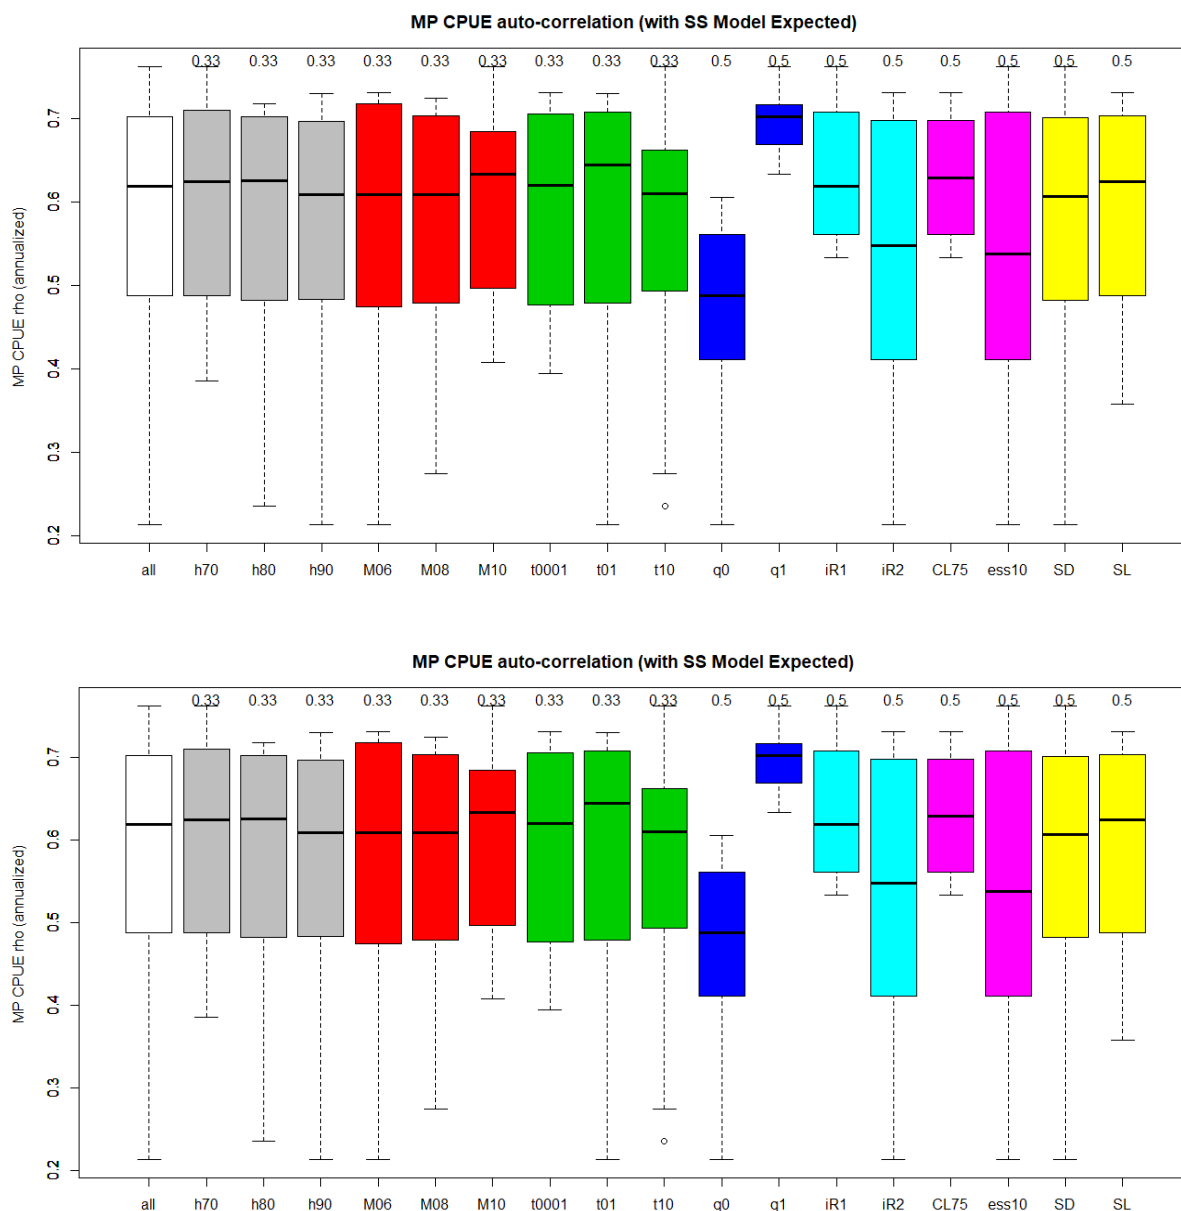 MP CPUE auto-correlation (with SS Model Expected)
0.33 0.33 0.33 0.33 0.33 0.33 0.33 0.33 0.33 0.5 0.5 0.5 0.5 0.5 0.5 0.5 0.5
MP CPUE rho (annualized)
0.7
0.6
0.5
0.4
0.3
0.2
all h70 h80 h90 M06 M08 M10 t0001 t01 t10 q0 q1 iR1 iR2 CL75 ess10 SD SL
MP CPUE auto-correlation (with SS Model Expected)
0.33 0.33 0.33 0.33 0.33 0.33 0.33 0.33 0.33 0.5 0.5 0.5 0.5 0.5 0.5 0.5 0.5
MP CPUE rho (annualized)
0.7
0.6
0.5
0.4
0.3
0.2
all h70 h80 h90 M06 M08 M10 t0001 t01 t10 q0 q1 iR1 iR2 CL75 ess10 SD SL